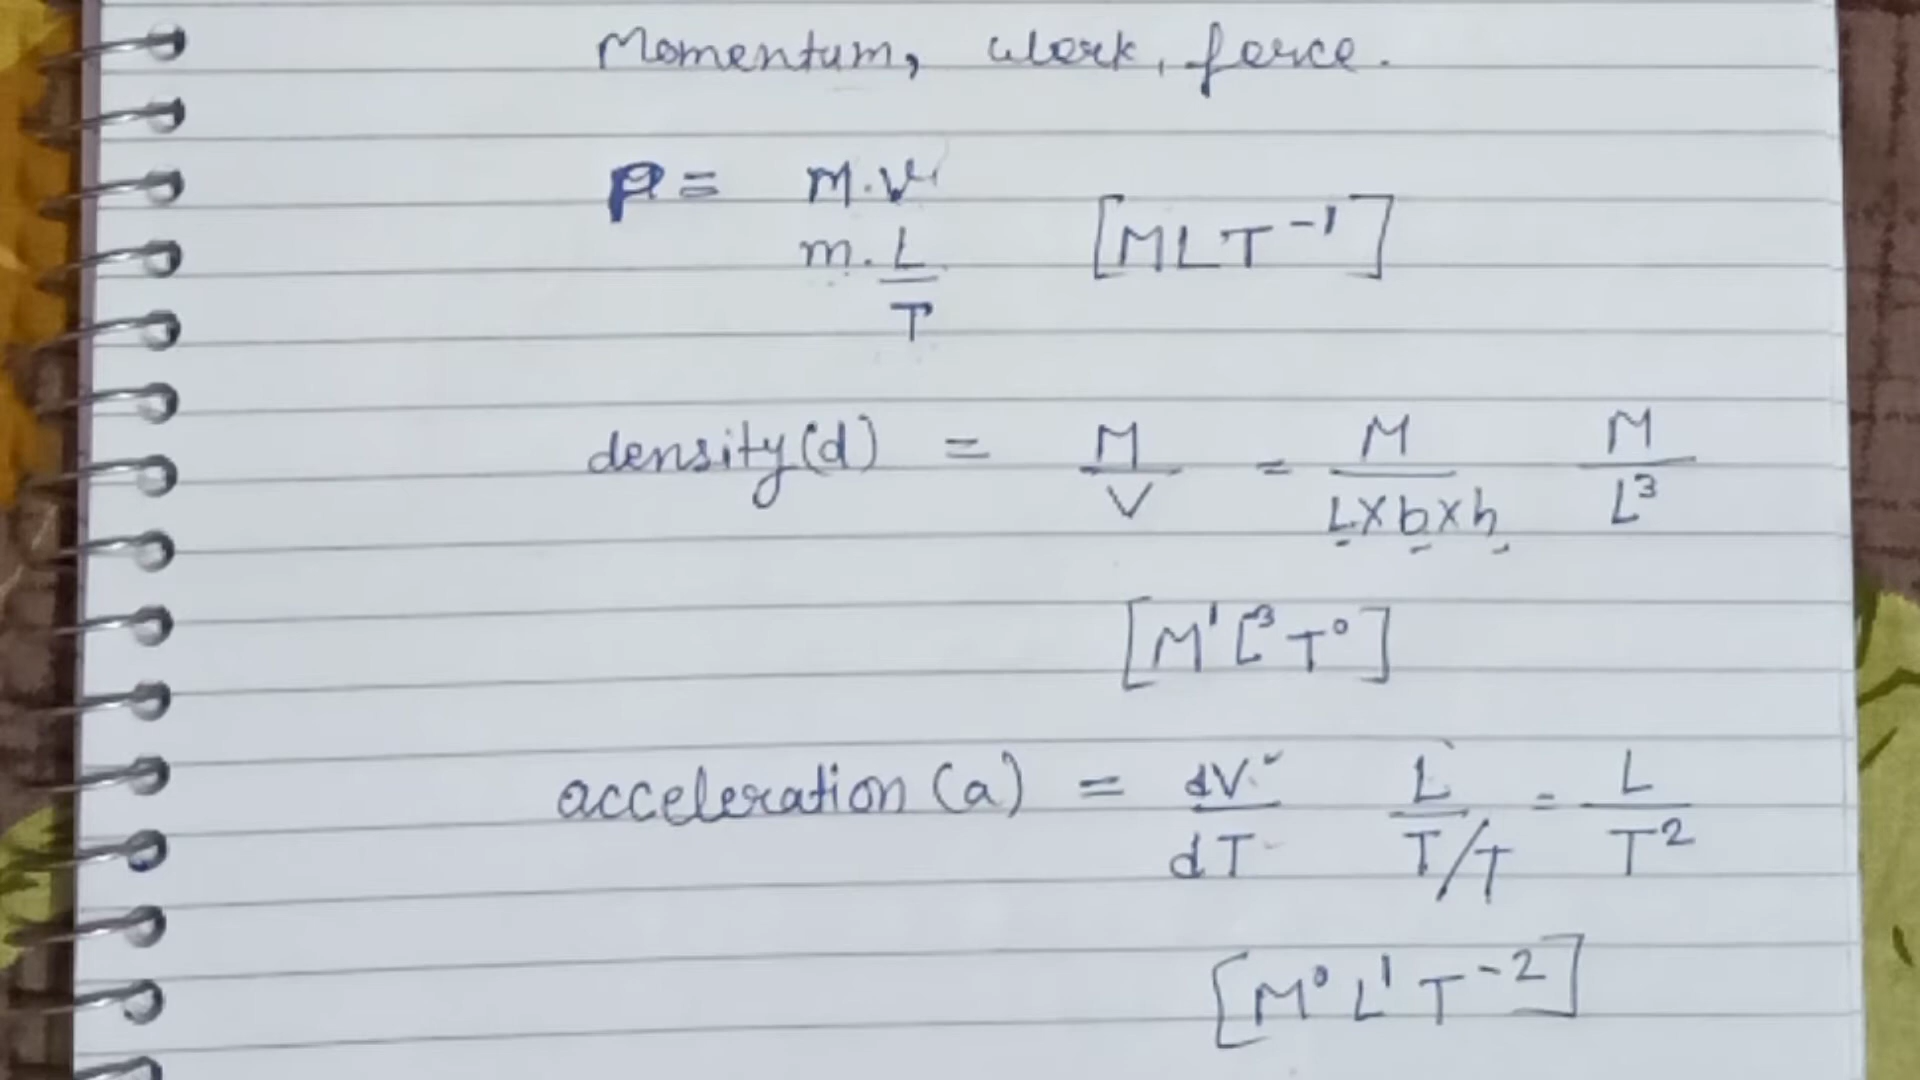 Momentum, work, force.
P = m.v
m. L/T [MLT⁻¹]
density(d) = M/V = M/L×b×h M/L³
[M¹L⁻³T⁰]
acceleration (a) = dV/dT L/T/T = L/T²
[M⁰L¹T⁻²]